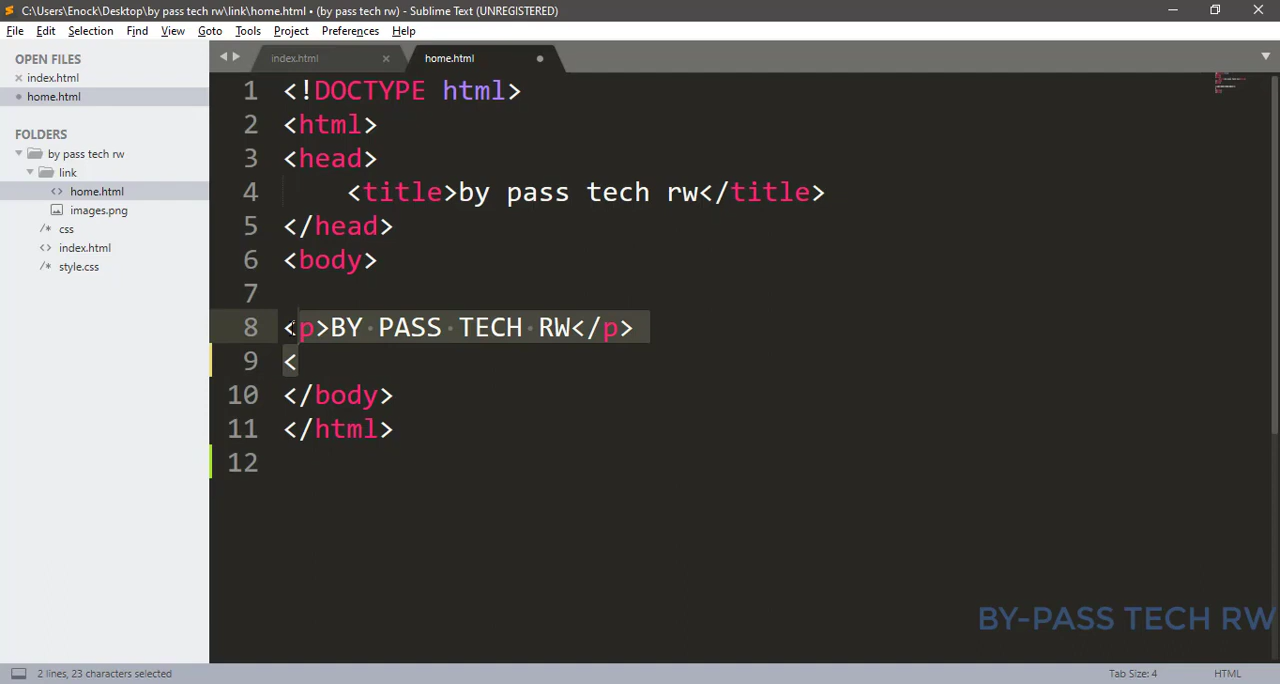 C:\Users\Enock\Desktop\by pass tech rw\link\home.html • (by pass tech rw) - Sublime Text (UNREGISTERED)
File Edit Selection Find View Goto Tools Project Preferences Help
OPEN FILES
index.html
home.html
FOLDERS
by pass tech rw
link
home.html
images.png
css
index.html
style.css
index.html
home.html
1 <!DOCTYPE html>
2 <html>
3 <head>
4 <title>by pass tech rw</title>
5 </head>
6 <body>
7
8 <p>BY PASS TECH RW</p>
9 <
10 </body>
11 </html>
12
BY-PASS TECH RW
2 lines, 23 characters selected
Tab Size: 4
HTML